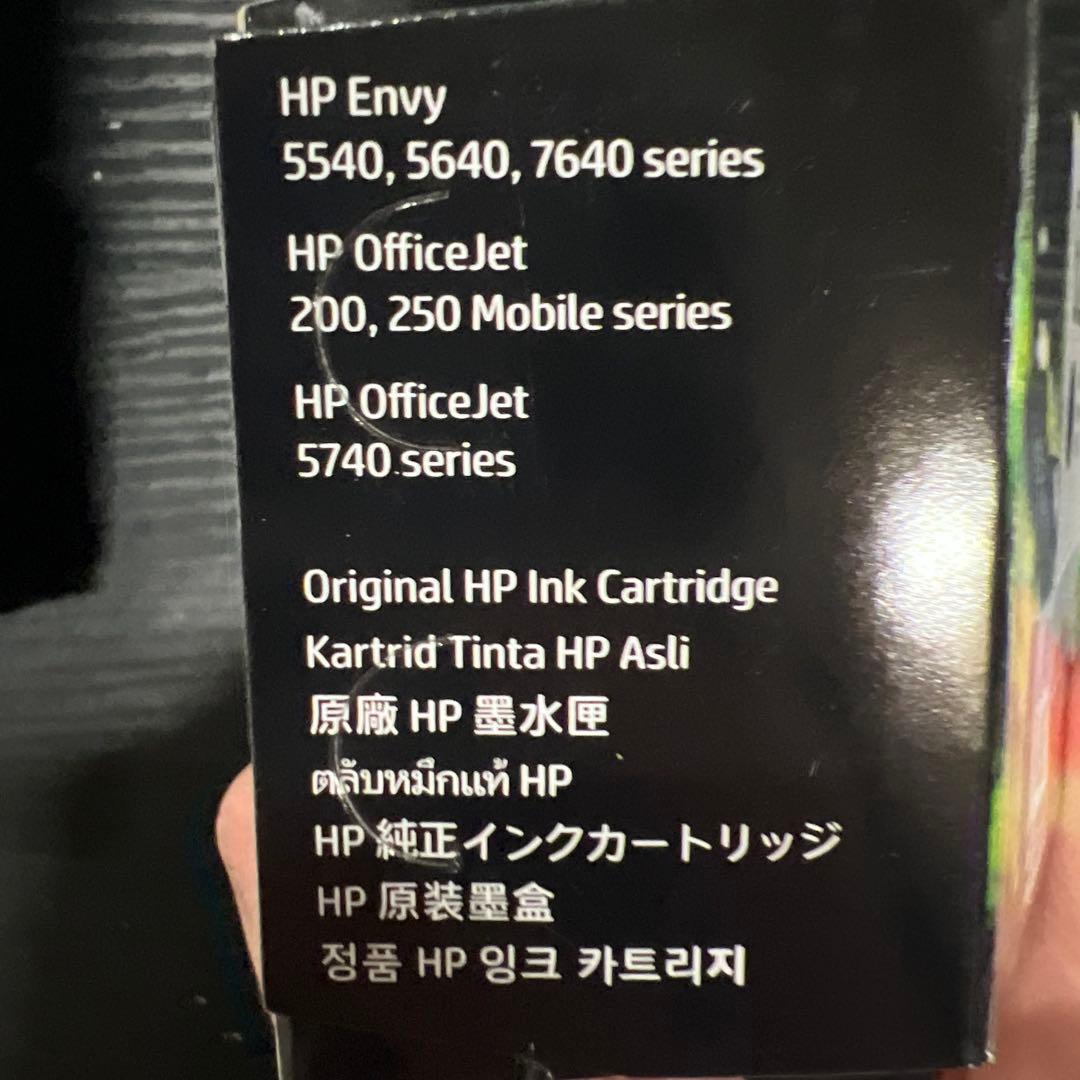 HP Envy
5540, 5640, 7640 series
HP OfficeJet
200, 250 Mobile series
HP OfficeJet
5740 series
Original HP Ink Cartridge
Kartrid Tinta HP Asli
原廠 HP 墨水匣
ตลับหมึกแท้ HP
HP 純正インクカートリッジ
HP 原装墨盒
정품 HP 잉크 카트리지